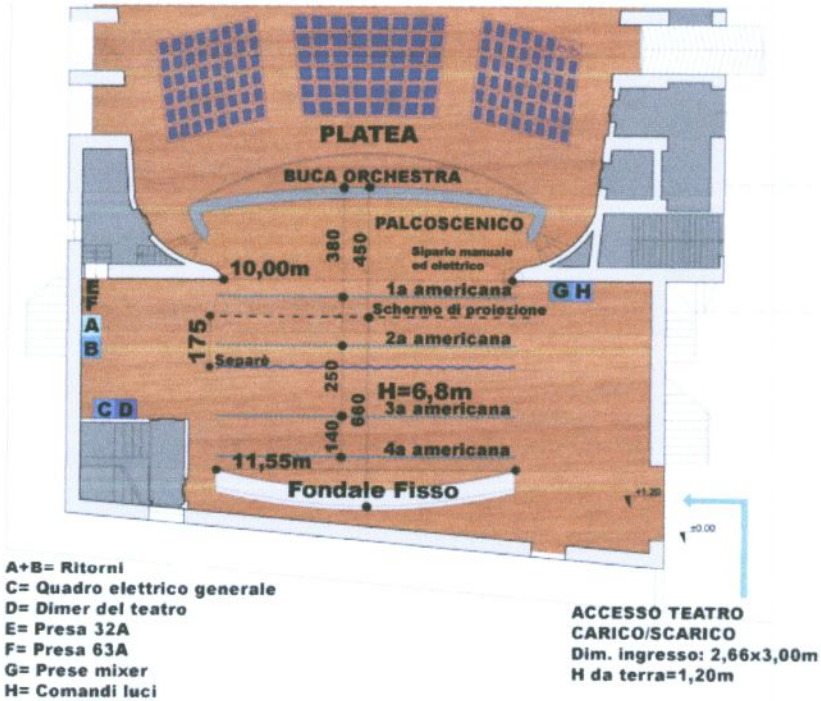 PLATEA
BUCA ORCHESTRA
PALCOSCENICO
380
450
Sipario manuale
ed elettrico
10,00m
1a americana
G H
Schermo di proiezione
A
B
175
2a americana
Separè
250
H=6,8m
660
3a americana
C D
140
4a americana
11,55m
Fondale Fisso
+1.20
±0.00
A+B= Ritorni
C= Quadro elettrico generale
D= Dimer del teatro
E= Presa 32A
F= Presa 63A
G= Prese mixer
H= Comandi luci
ACCESSO TEATRO
CARICO/SCARICO
Dim. ingresso: 2,66x3,00m
H da terra=1,20m